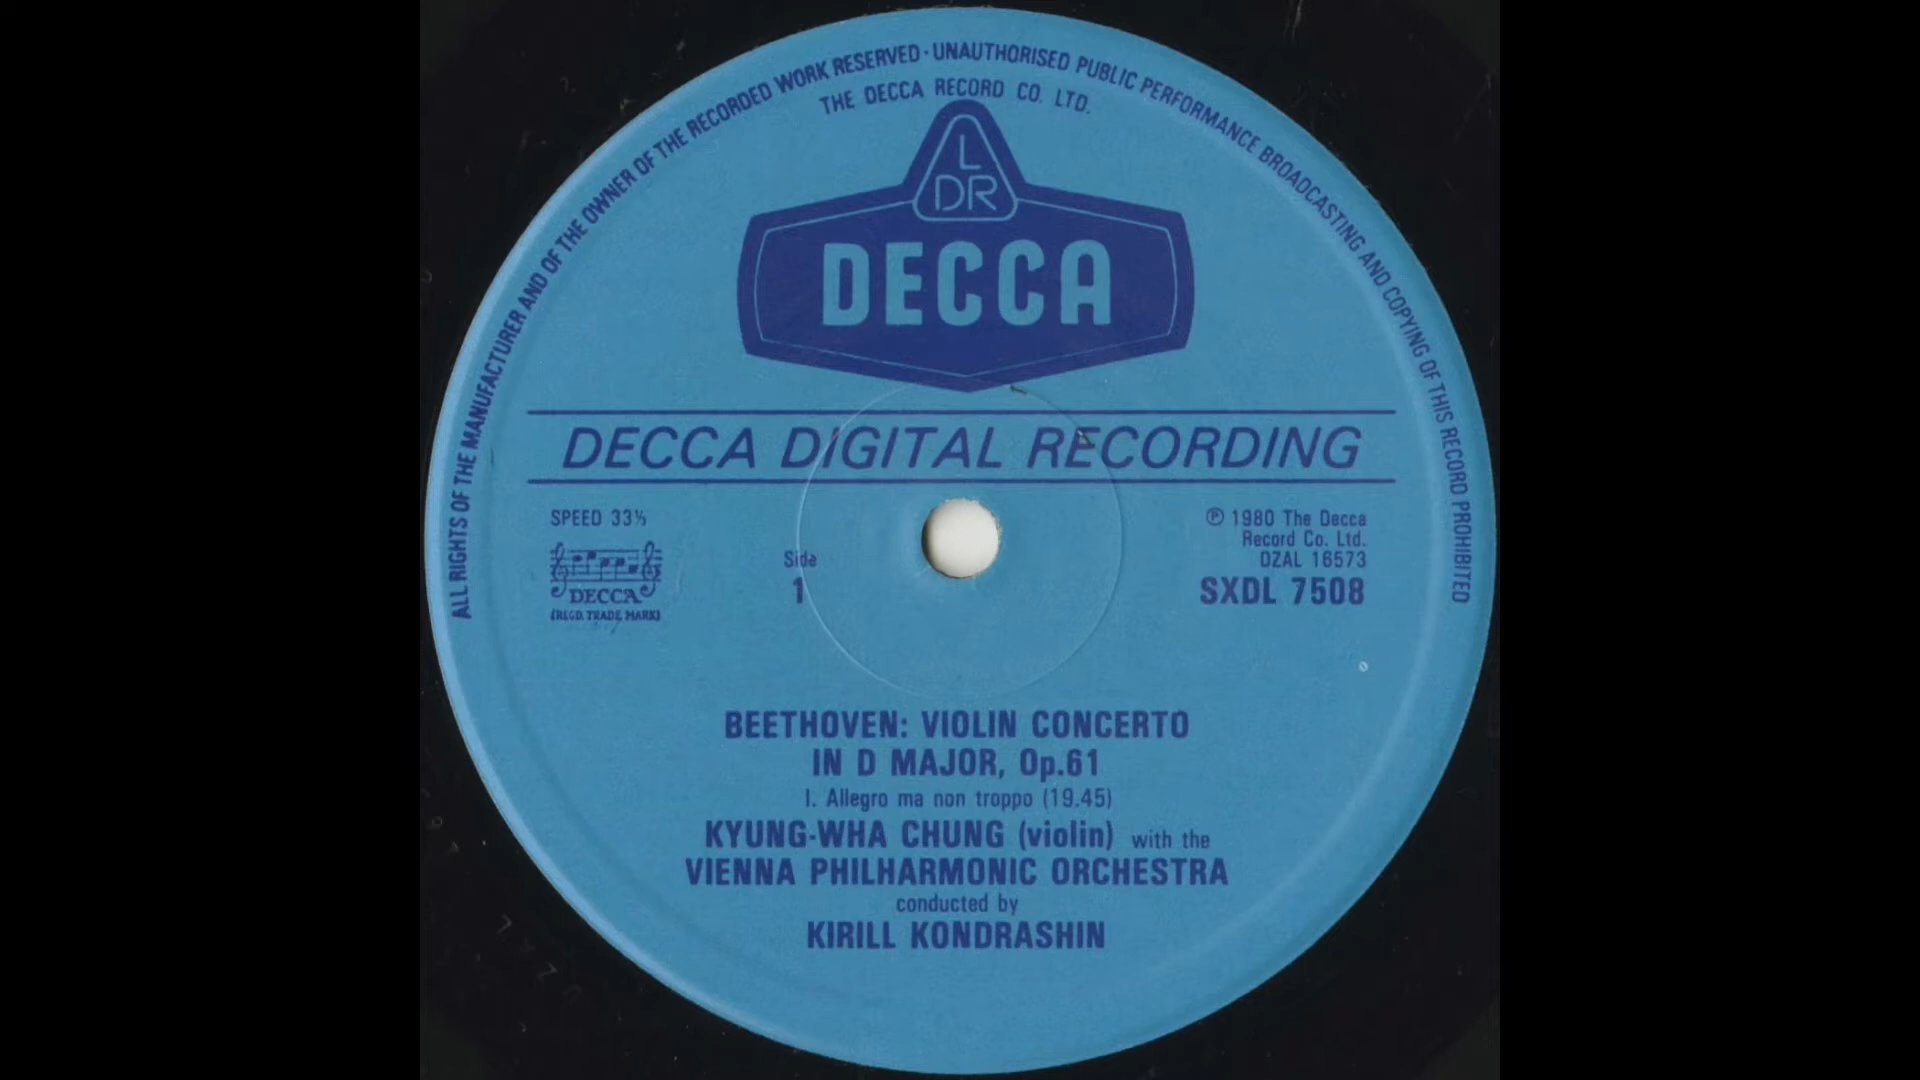 ALL RIGHTS OF THE MANUFACTURER AND OF THE OWNER OF THE RECORDED WORK RESERVED · UNAUTHORISED PUBLIC PERFORMANCE BROADCASTING AND COPYING OF THIS RECORD PROHIBITED
THE DECCA RECORD CO. LTD.
L
DR
DECCA
DECCA DIGITAL RECORDING
SPEED 33⅓
DECCA
(REGD. TRADE MARK)
Side
1
℗ 1980 The Decca
Record Co. Ltd.
DZAL 16573
SXDL 7508
BEETHOVEN: VIOLIN CONCERTO
IN D MAJOR, Op.61
I. Allegro ma non troppo (19.45)
KYUNG-WHA CHUNG (violin) with the
VIENNA PHILHARMONIC ORCHESTRA
conducted by
KIRILL KONDRASHIN